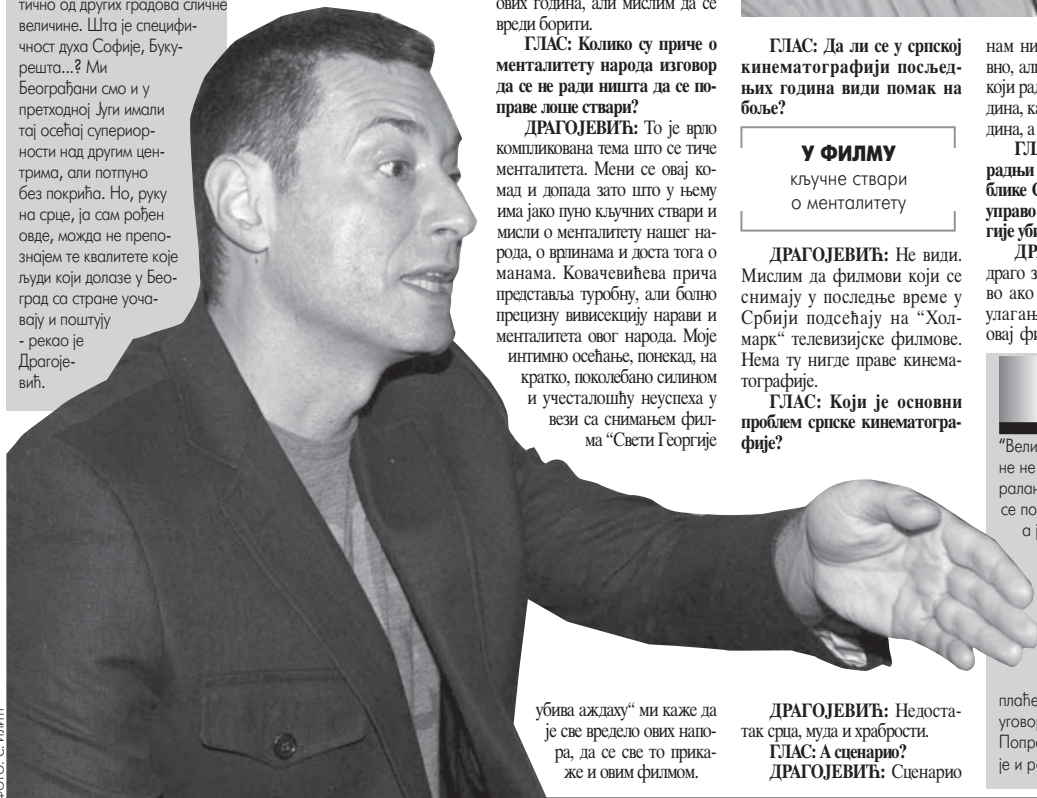 тично од других градова сличне
величине. Шта је специфи-
чност духа Софије, Буку-
решта...? Ми
Београђани смо и у
претходној Југи имали
тај осећај супериор-
ности над другим цен-
трима, али потпуно
без покрића. Но, руку
на срце, ја сам рођен
овде, можда не препо-
знајем те квалитете које
људи који долазе у Бео-
град са стране уоча-
вају и поштују
- рекао је
Драгоје-
вић.
ових година, али мислим да се
вреди борити.
ГЛАС: Колико су приче о
менталитету народа изговор
да се не ради ништа да се по-
праве лоше ствари?
ДРАГОЈЕВИЋ: То је врло
компликована тема што се тиче
менталитета. Мени се овај ко-
мад и допада зато што у њему
има јако пуно кључних ствари и
мисли о менталитету нашег на-
рода, о врлинама и доста тога о
манама. Ковачевићева прича
представља туробну, али болно
прецизну вивисекцију нарави и
менталитета овог народа. Моје
интимно осећање, понекад, на
кратко, поколебано силином
и учесталошћу неуспеха у
вези са снимањем фил-
ма “Свети Георгије
убива аждаху“ ми каже да
је све вредело ових напо-
ра, да се све то прика-
же и овим филмом.
ГЛАС: Да ли се у српској
кинематографији посљед-
њих година види помак на
боље?
У ФИЛМУ
кључне ствари
о менталитету
ДРАГОЈЕВИЋ: Не види.
Мислим да филмови који се
снимају у последње време у
Србији подсећају на “Хол-
марк“ телевизијске филмове.
Нема ту нигде праве кинема-
тографије.
ГЛАС: Који је основни
проблем српске кинематогра-
фије?
ДРАГОЈЕВИЋ: Недоста-
так срца, муда и храбрости.
ГЛАС: А сценарио?
ДРАГОЈЕВИЋ: Сценарио
нам ни
вно, али
који рад
дина, ка
дина, а
ГЛ
радњи
блике С
управо
гије уби
ДРА
драго з
во ако
улагањ
овај фи
“Вели
не не
ралан
се по
а ј
плаће
уговор
Попра
је и ра
ФОТО: С. ИЛИЋ